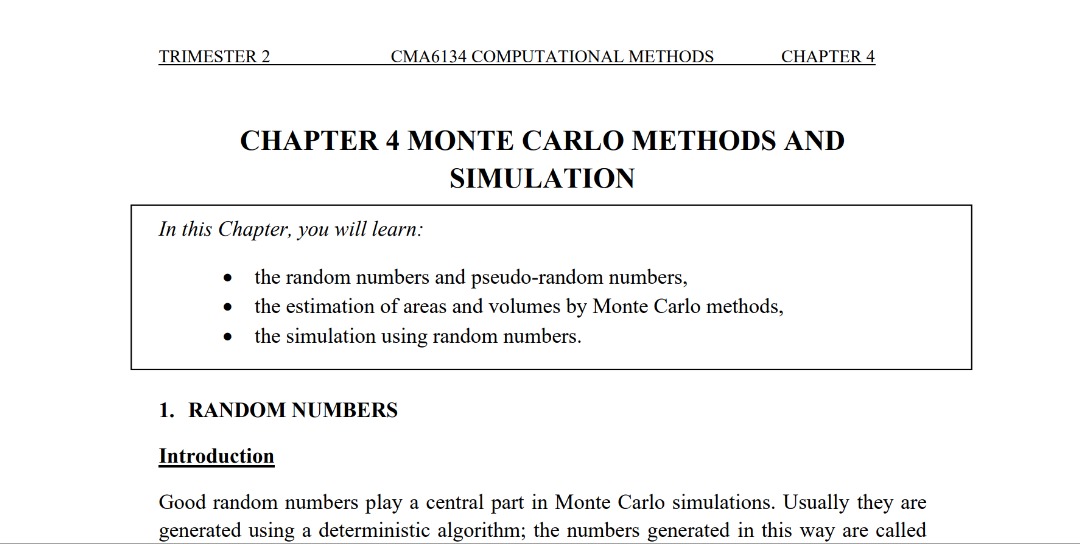 TRIMESTER 2 CMA6134 COMPUTATIONAL METHODS CHAPTER 4
CHAPTER 4 MONTE CARLO METHODS AND
SIMULATION
In this Chapter, you will learn:
• the random numbers and pseudo-random numbers,
• the estimation of areas and volumes by Monte Carlo methods,
• the simulation using random numbers.
1. RANDOM NUMBERS
Introduction
Good random numbers play a central part in Monte Carlo simulations. Usually they are
generated using a deterministic algorithm; the numbers generated in this way are called